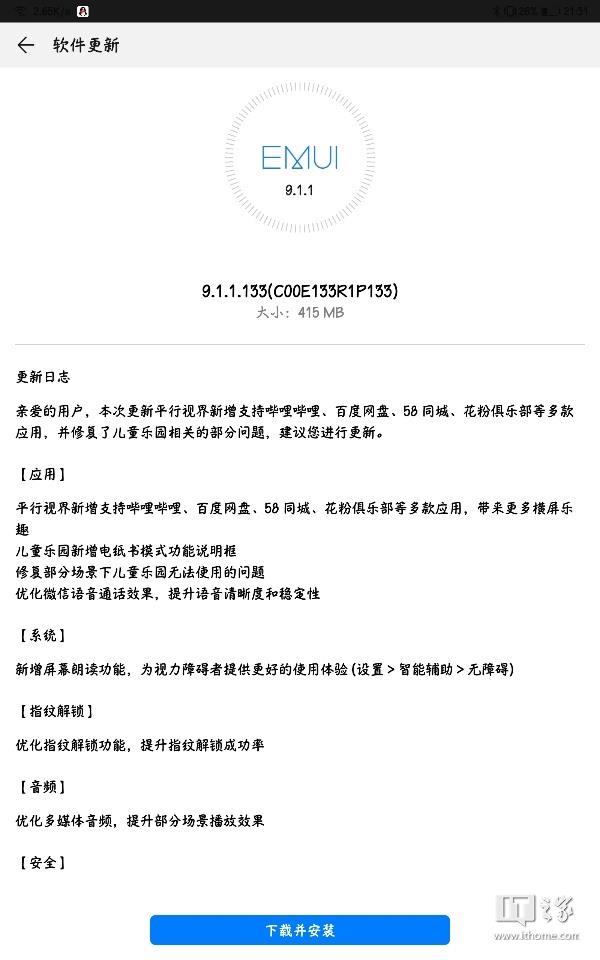 2.65K/s 26% 21:51
软件更新
EMUI
9.1.1
9.1.1.133(C00E133R1P133)
大小：415 MB
更新日志
亲爱的用户，本次更新平行视界新增支持哔哩哔哩、百度网盘、58 同城、花粉俱乐部等多款
应用，并修复了儿童乐园相关的部分问题，建议您进行更新。
［应用］
平行视界新增支持哔哩哔哩、百度网盘、58 同城、花粉俱乐部等多款应用，带来更多横屏乐
趣
儿童乐园新增电纸书模式功能说明框
修复部分场景下儿童乐园无法使用的问题
优化微信语音通话效果，提升语音清晰度和稳定性
［系统］
新增屏幕朗读功能，为视力障碍者提供更好的使用体验 (设置 > 智能辅助 > 无障碍)
［指纹解锁］
优化指纹解锁功能，提升指纹解锁成功率
［音频］
优化多媒体音频，提升部分场景播放效果
［安全］
下载并安装
IT之家
www.ithome.com